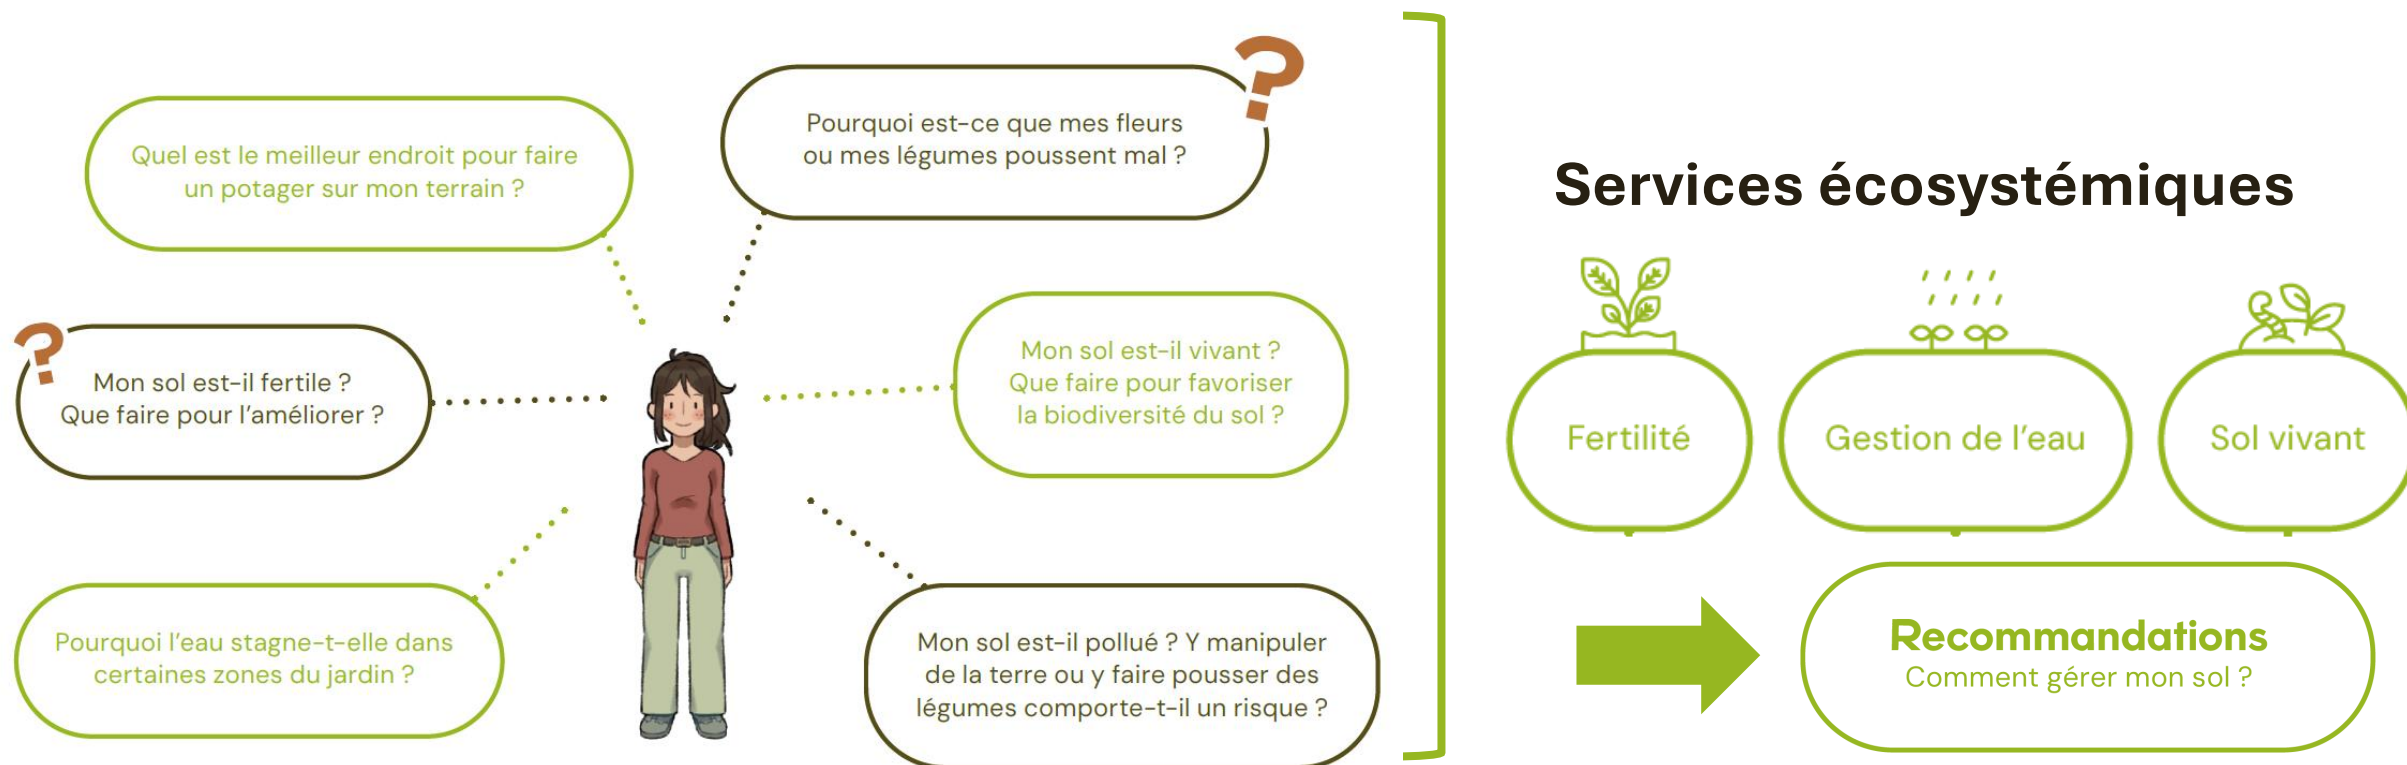 Quel est le meilleur endroit pour faire
un potager sur mon terrain ?
Pourquoi est-ce que mes fleurs
ou mes légumes poussent mal ?
?
?
Mon sol est-il fertile ?
Que faire pour l'améliorer ?
Mon sol est-il vivant ?
Que faire pour favoriser
la biodiversité du sol ?
Pourquoi l'eau stagne-t-elle dans
certaines zones du jardin ?
Mon sol est-il pollué ? Y manipuler
de la terre ou y faire pousser des
légumes comporte-t-il un risque ?
Services écosystémiques
Fertilité
Gestion de l'eau
Sol vivant
Recommandations
Comment gérer mon sol ?